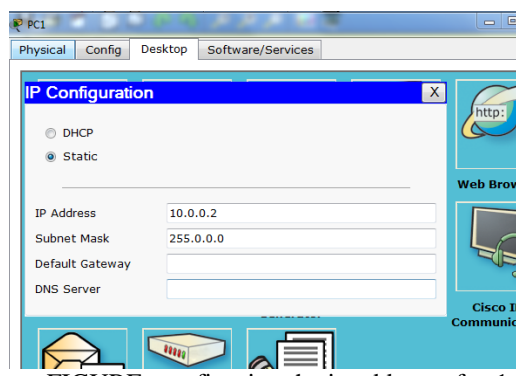 PC1
Physical Config Desktop Software/Services
IP Configuration X
http:
DHCP
Static
Web Brow
IP Address 10.0.0.2
Subnet Mask 255.0.0.0
Default Gateway
DNS Server
Cisco I
Communic